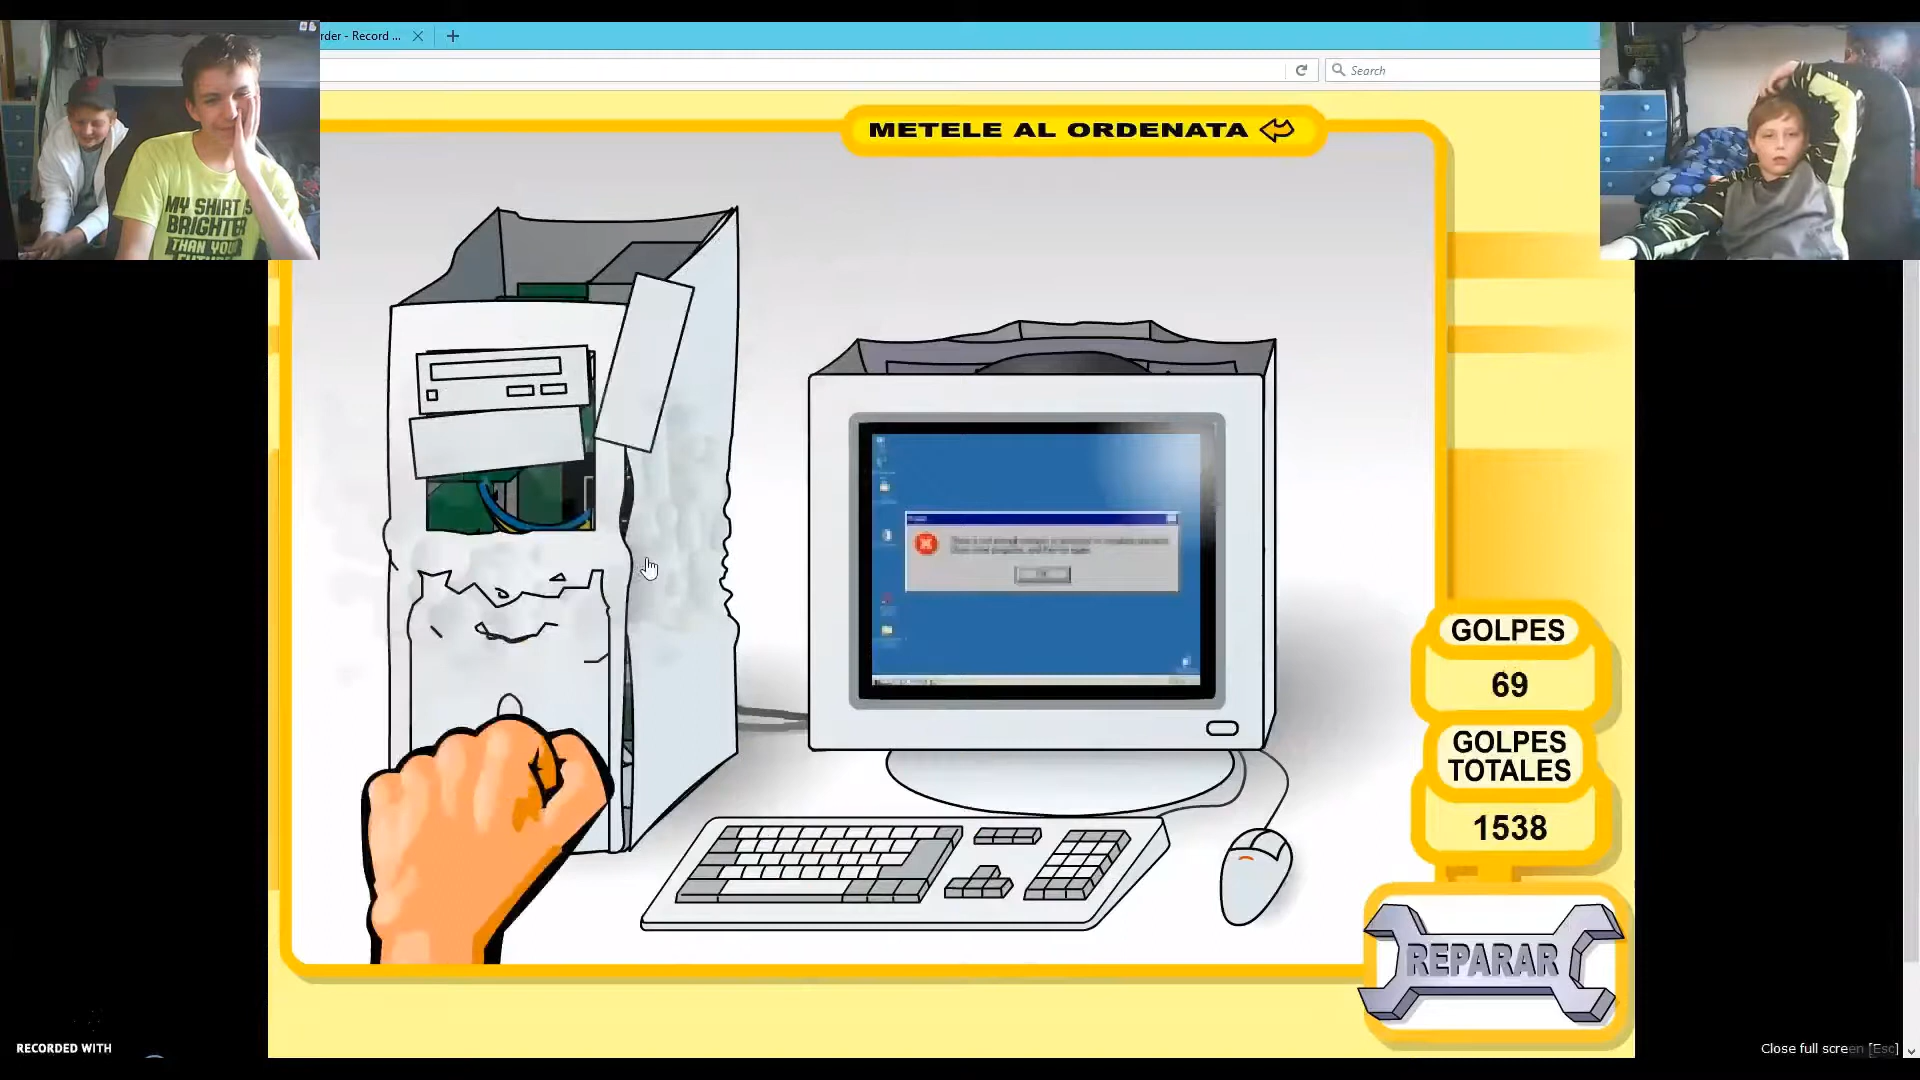 rder - Record ...
Search
METELE AL ORDENATA
MY SHIRT
BRIGHTER
THAN YOU
GOLPES
69
GOLPES
TOTALES
1538
REPARAR
RECORDED WITH
Close full screen [Esc]